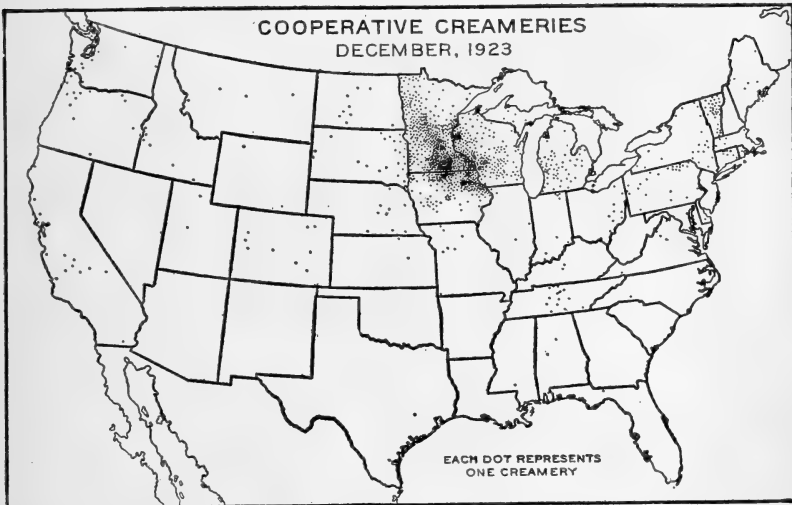 COOPERATIVE CREAMERIES
DECEMBER, 1923
EACH DOT REPRESENTS
ONE CREAMERY